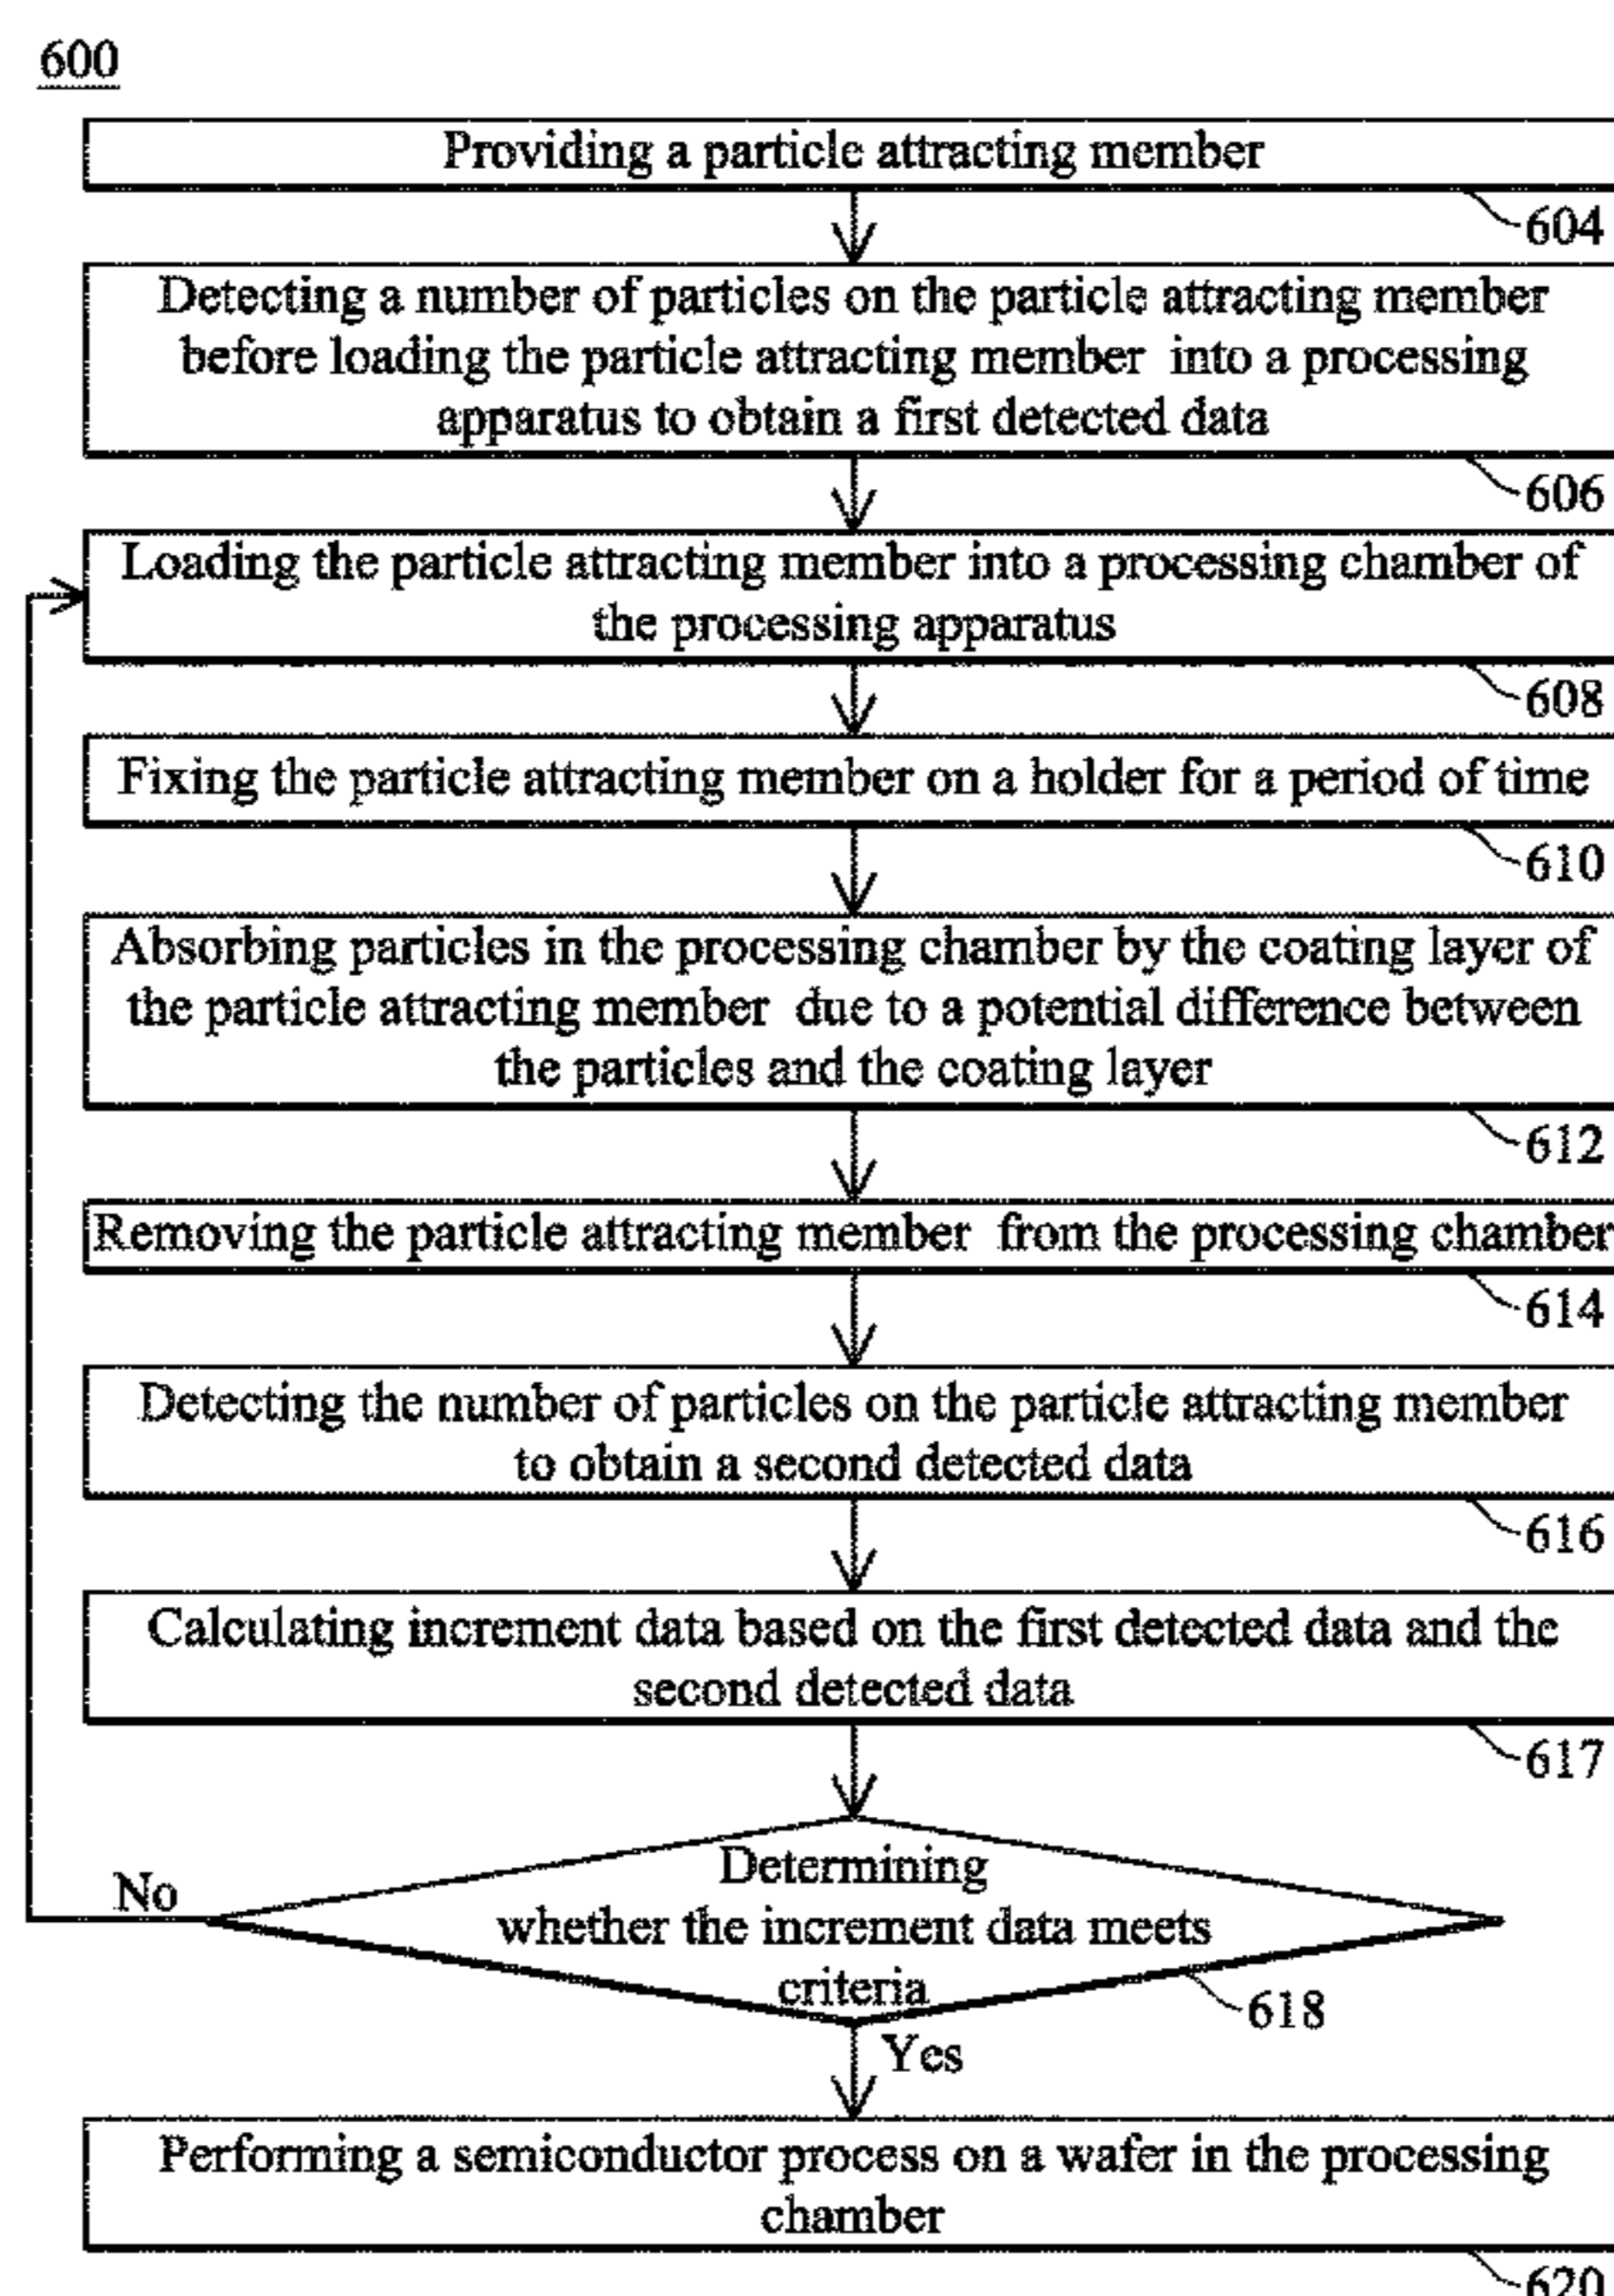 600
Providing a particle attracting member
604
Detecting a number of particles on the particle attracting member
before loading the particle attracting member into a processing
apparatus to obtain a first detected data
606
Loading the particle attracting member into a processing chamber of
the processing apparatus
608
Fixing the particle attracting member on a holder for a period of time
610
Absorbing particles in the processing chamber by the coating layer of
the particle attracting member due to a potential difference between
the particles and the coating layer
612
Removing the particle attracting member from the processing chamber
614
Detecting the number of particles on the particle attracting member
to obtain a second detected data
616
Calculating increment data based on the first detected data and the
second detected data
617
Determining
whether the increment data meets
criteria
No
618
Yes
Performing a semiconductor process on a wafer in the processing
chamber
620